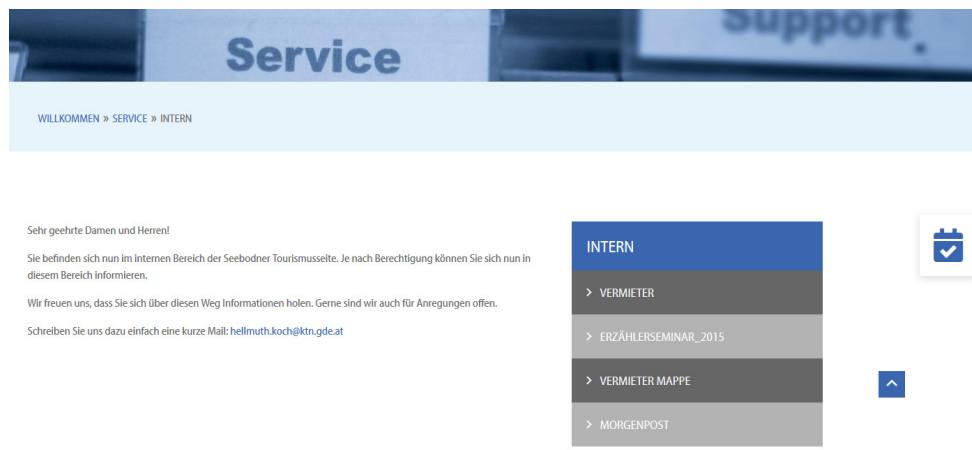 Service
Support.
WILLKOMMEN » SERVICE » INTERN
Sehr geehrte Damen und Herren!
Sie befinden sich nun im internen Bereich der Seebodner Tourismusseite. Je nach Berechtigung können Sie sich nun in
diesem Bereich informieren.
Wir freuen uns, dass Sie sich über diesen Weg Informationen holen. Gerne sind wir auch für Anregungen offen.
Schreiben Sie uns dazu einfach eine kurze Mail: hellmuth.koch@ktn.gde.at
INTERN
> VERMIETER
> ERZÄHLERSEMINAR_2015
> VERMIETER MAPPE
> MORGENPOST